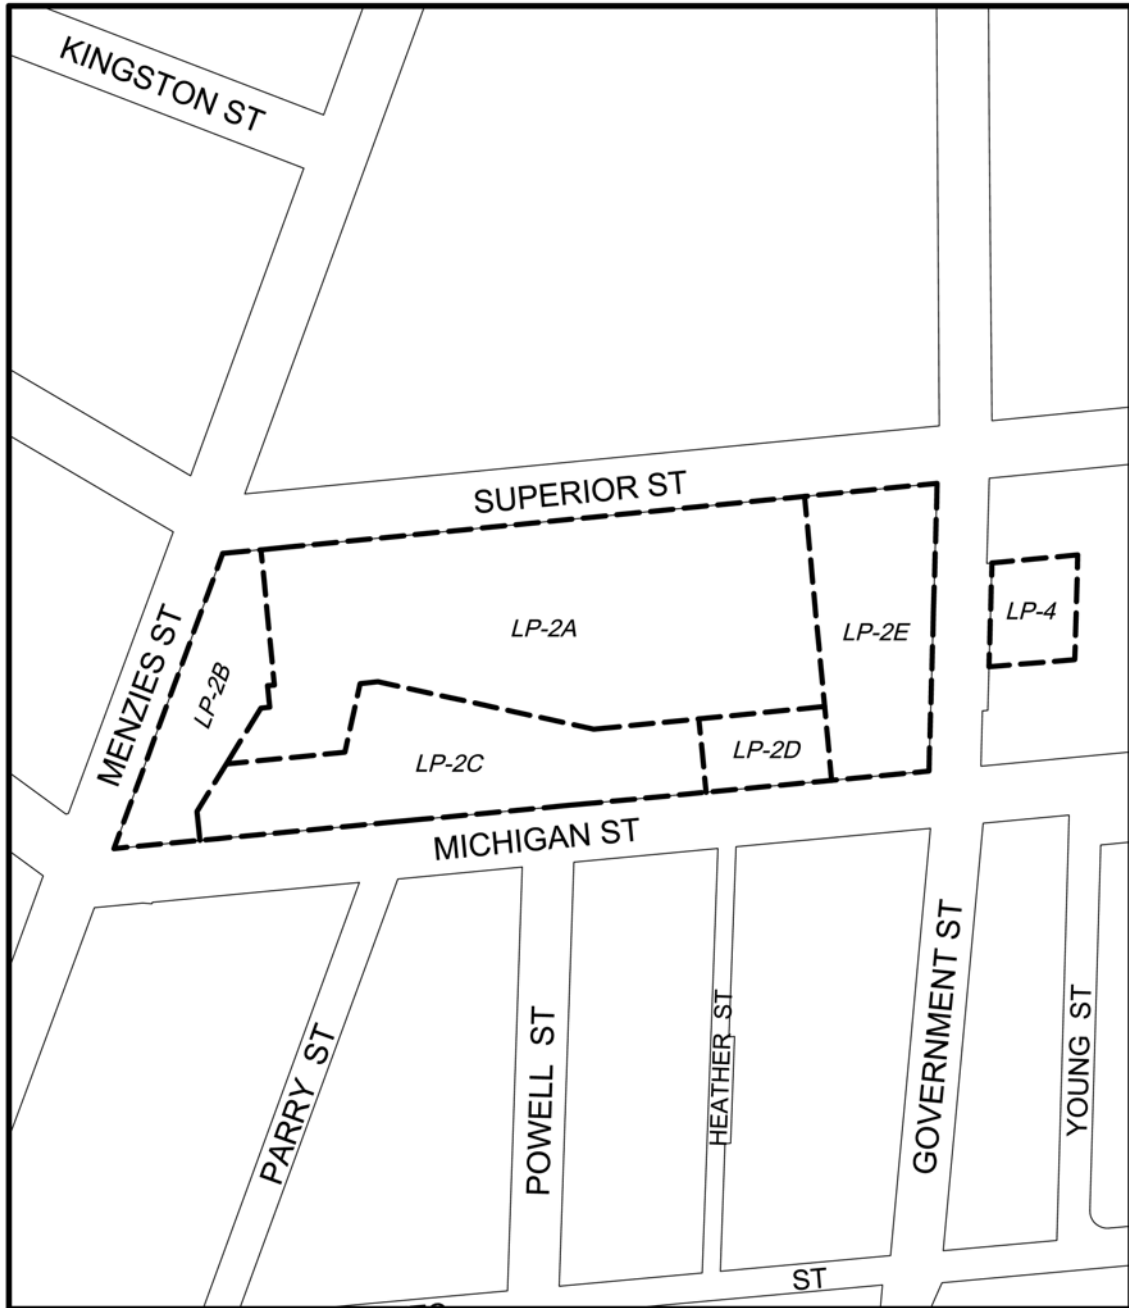 KINGSTON ST
SUPERIOR ST
MENZIES ST
LP-2A
LP-2B
LP-2E
LP-4
LP-2C
LP-2D
MICHIGAN ST
PARRY ST
POWELL ST
HEATHER ST
GOVERNMENT ST
YOUNG ST
ST